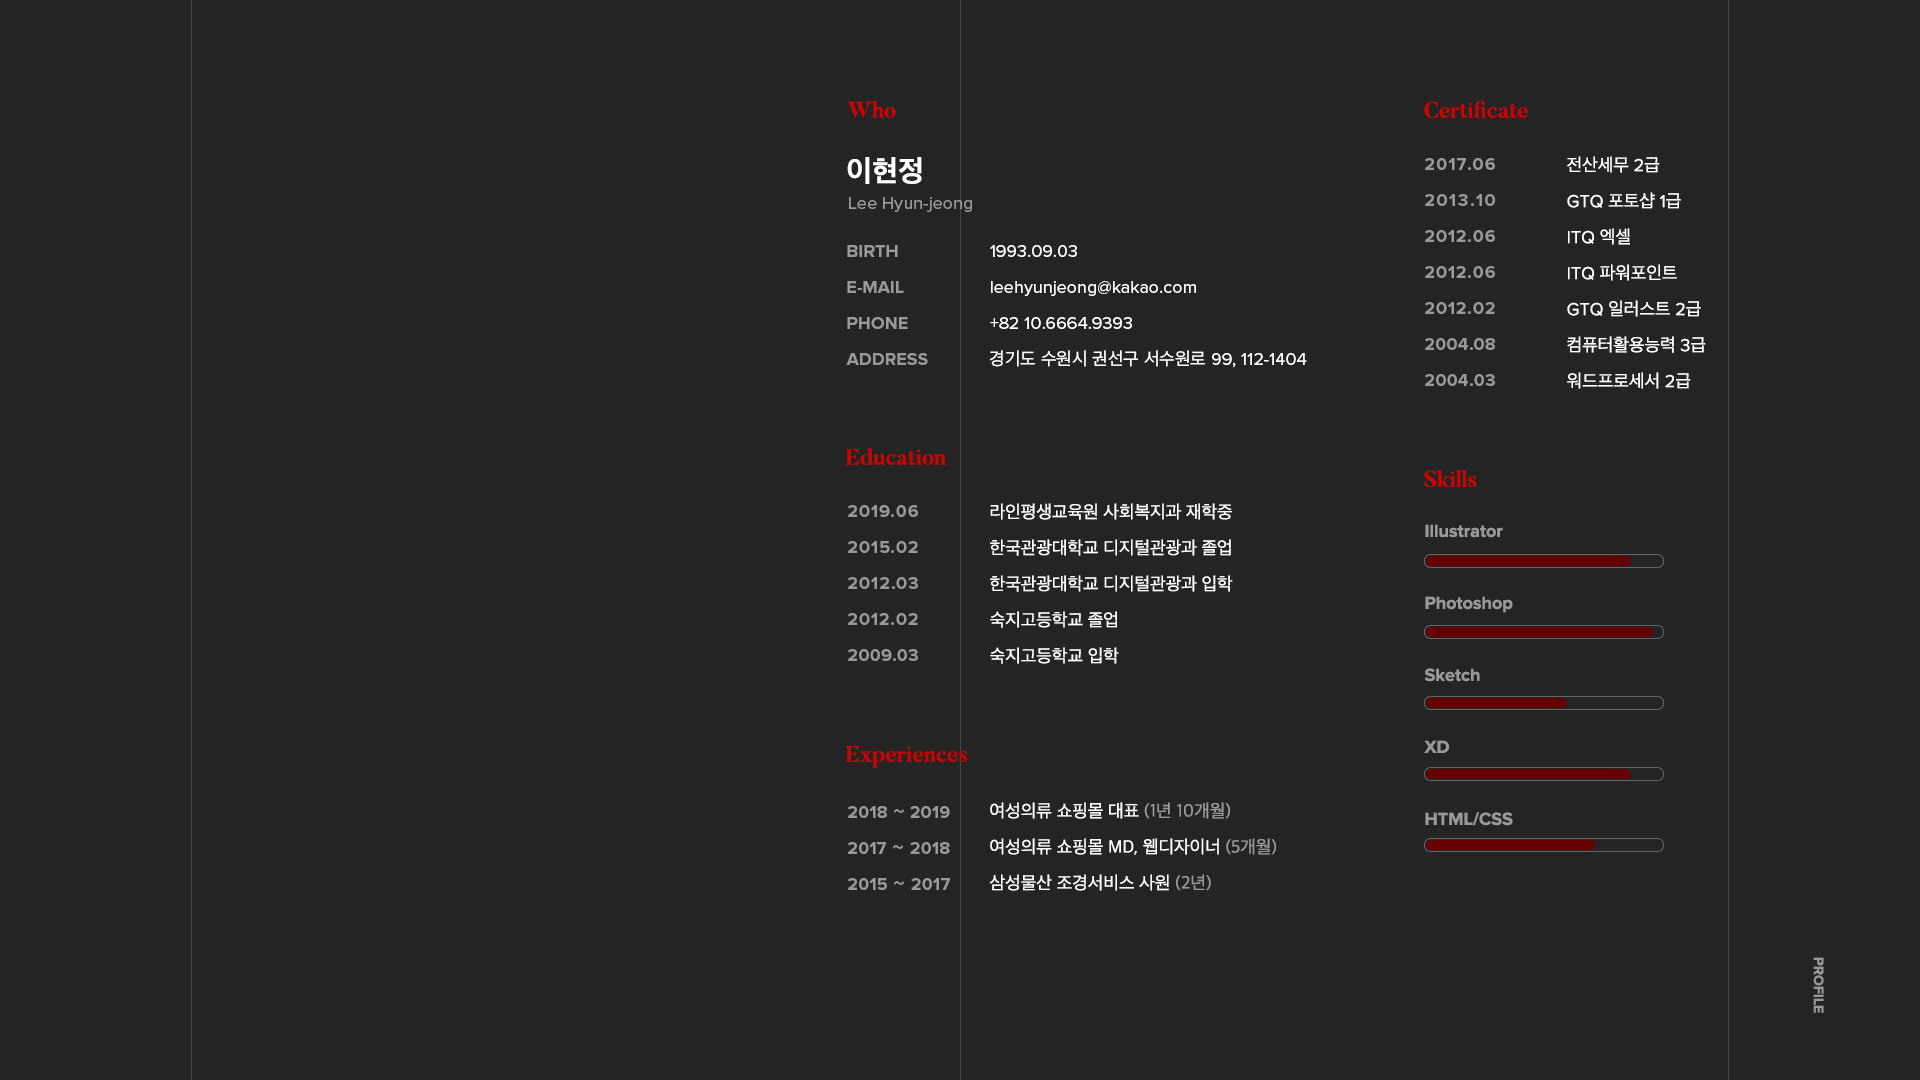 Who
이현정
Lee Hyun-jeong
BIRTH 1993.09.03
E-MAIL leehyunjeong@kakao.com
PHONE +82 10.6664.9393
ADDRESS 경기도 수원시 권선구 서수원로 99, 112-1404
Education
2019.06 라인평생교육원 사회복지과 재학중
2015.02 한국관광대학교 디지털관광과 졸업
2012.03 한국관광대학교 디지털관광과 입학
2012.02 숙지고등학교 졸업
2009.03 숙지고등학교 입학
Experiences
2018 ~ 2019 여성의류 쇼핑몰 대표 (1년 10개월)
2017 ~ 2018 여성의류 쇼핑몰 MD, 웹디자이너 (5개월)
2015 ~ 2017 삼성물산 조경서비스 사원 (2년)
Certificate
2017.06 전산세무 2급
2013.10 GTQ 포토샵 1급
2012.06 ITQ 엑셀
2012.06 ITQ 파워포인트
2012.02 GTQ 일러스트 2급
2004.08 컴퓨터활용능력 3급
2004.03 워드프로세서 2급
Skills
Illustrator
Photoshop
Sketch
XD
HTML/CSS
PROFILE